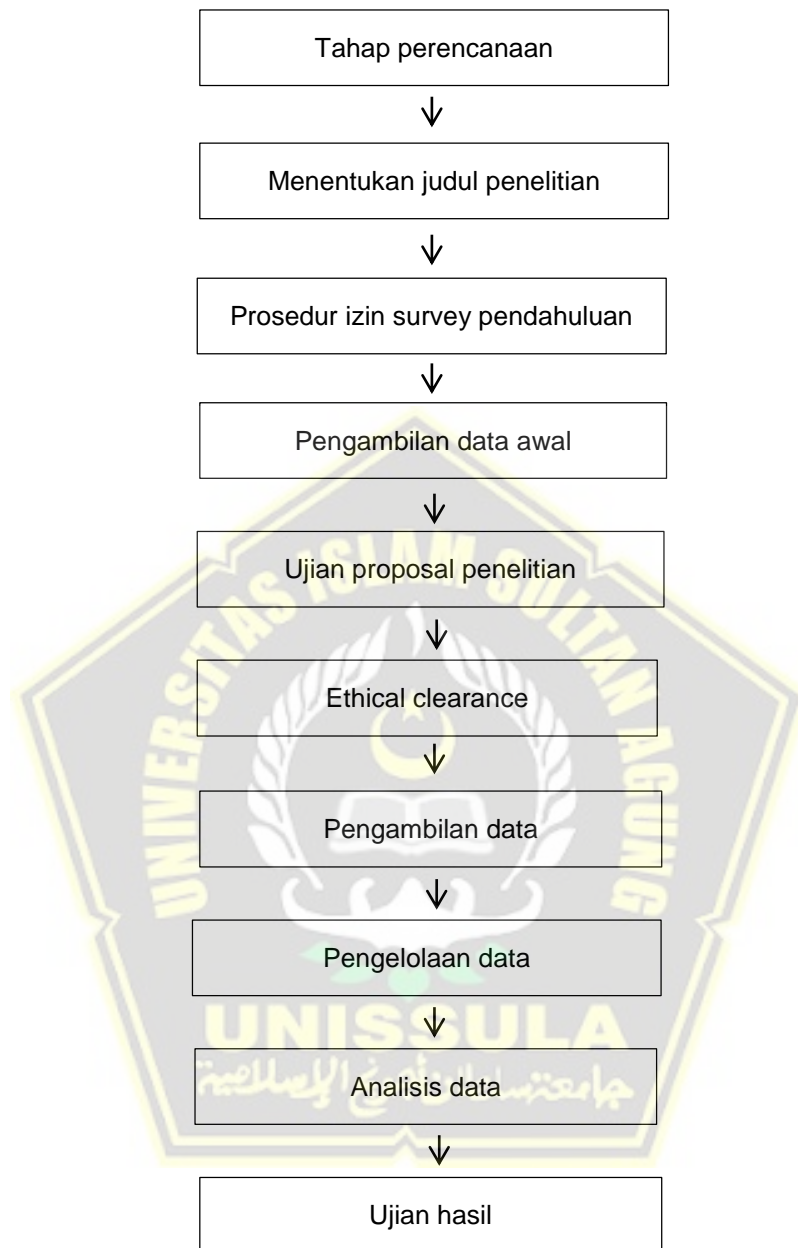 Tahap perencanaan
Menentukan judul penelitian
Prosedur izin survey pendahuluan
Pengambilan data awal
Ujian proposal penelitian
UNIVERSITAS ISLAM SULTAN AGUNG
Ethical clearance
Pengambilan data
Pengelolaan data
UNISSULA
جامعة سلطان أجونج الإسلامية
Analisis data
Ujian hasil